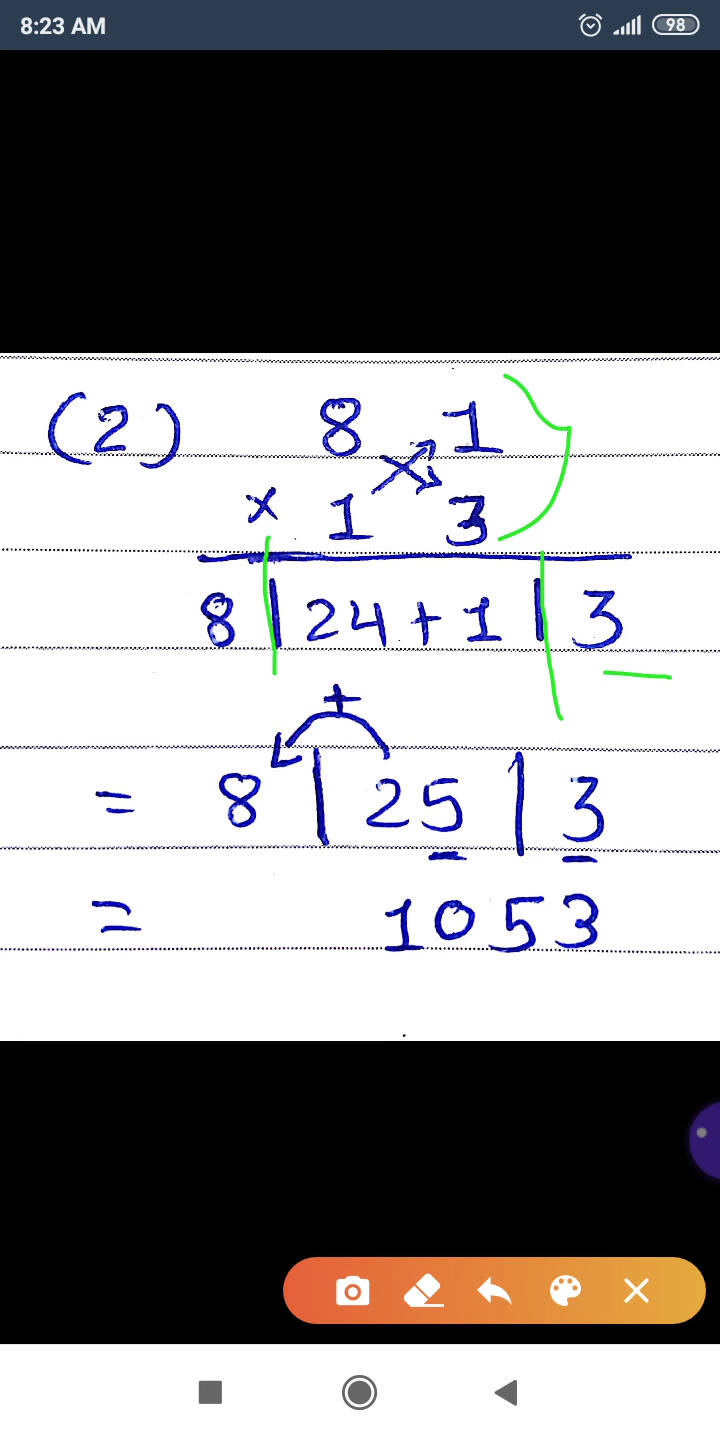 8:23 AM 98
(2) 8 1
× 1 3
8 | 24 + 1 | 3
+
= 8 | 25 | 3
= 1053